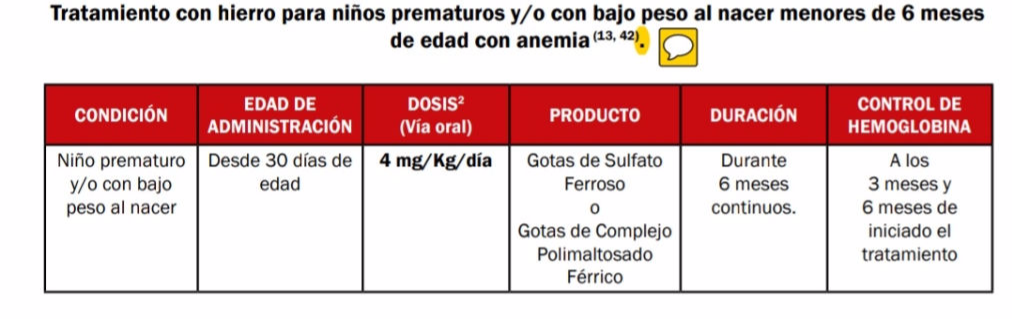 Tratamiento con hierro para niños prematuros y/o con bajo peso al nacer menores de 6 meses
de edad con anemia (13, 42).
CONDICIÓN
EDAD DE
ADMINISTRACIÓN
DOSIS²
(Vía oral)
PRODUCTO
DURACIÓN
CONTROL DE
HEMOGLOBINA
Niño prematuro
y/o con bajo
peso al nacer
Desde 30 días de
edad
4 mg/Kg/día
Gotas de Sulfato
Ferroso
o
Gotas de Complejo
Polimaltosado
Férrico
Durante
6 meses
continuos.
A los
3 meses y
6 meses de
iniciado el
tratamiento